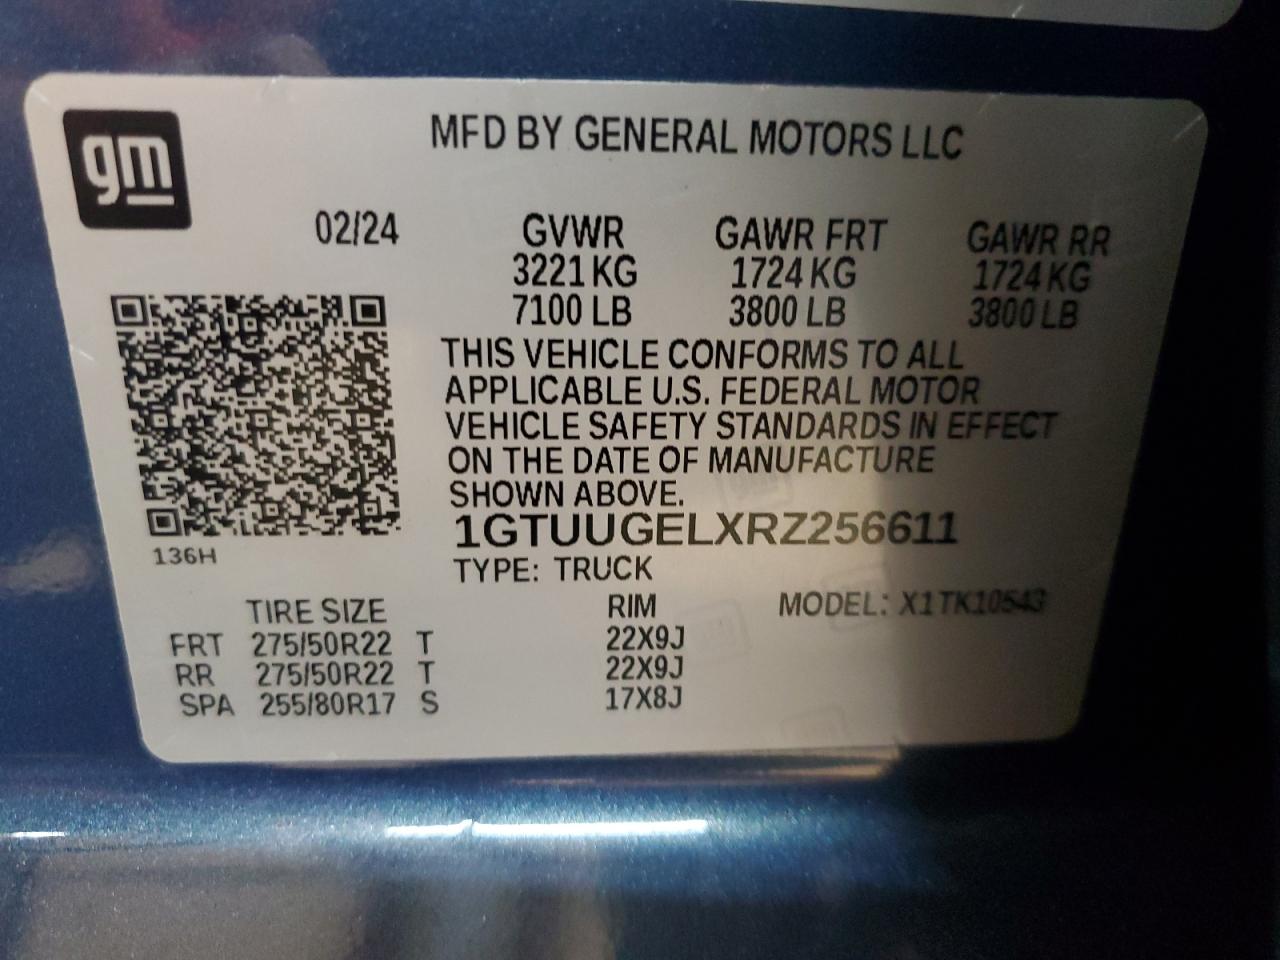 gm
MFD BY GENERAL MOTORS LLC
02/24 GVWR GAWR FRT GAWR RR
3221 KG 1724 KG 1724 KG
7100 LB 3800 LB 3800 LB
THIS VEHICLE CONFORMS TO ALL
APPLICABLE U.S. FEDERAL MOTOR
VEHICLE SAFETY STANDARDS IN EFFECT
ON THE DATE OF MANUFACTURE
SHOWN ABOVE.
1GTUUGELXRZ256611
136H
TYPE: TRUCK
TIRE SIZE RIM MODEL: X1TK10543
FRT 275/50R22 T 22X9J
RR 275/50R22 T 22X9J
SPA 255/80R17 S 17X8J